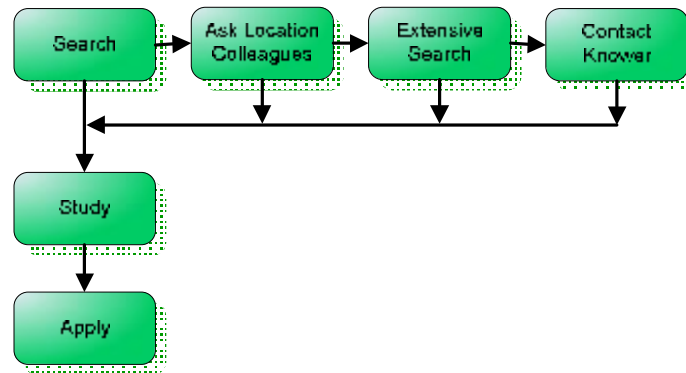 Search
Ask Location
Colleagues
Extensive
Search
Contact
Knower
Study
Apply